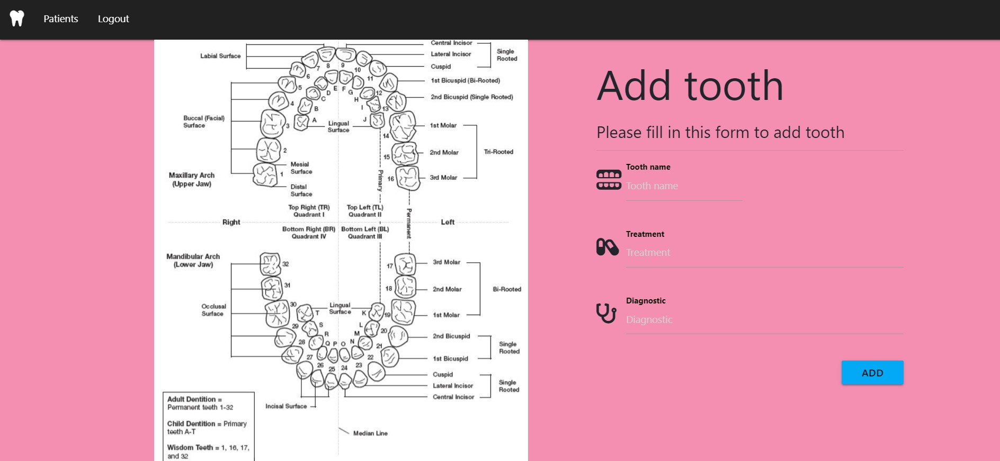 Patients
Logout
Central Incisor
Labial Surface
Lateral Incisor
Single
Rooted
Cuspid
1st Bicuspid (Bi-Rooted)
2nd Bicuspid (Single Rooted)
Buccal (Facial)
Surface
1 2 3 4 5 6 7 8 9 10 11 12 13 14 15 16
A B C D E F G H I J
Lingual
Surface
1st Molar
2nd Molar
Tri-Rooted
3rd Molar
Mesial
Surface
Distal
Surface
Maxillary Arch
(Upper Jaw)
Primary
Permanent
Top Right (TR)
Quadrant I
Top Left (TL)
Quadrant II
Right
Left
Bottom Right (BR)
Quadrant IV
Bottom Left (BL)
Quadrant III
Mandibular Arch
(Lower Jaw)
32 31 30 29 28 27 26 25 24 23 22 21 20 19 18 17
T S R Q P O N M L K
3rd Molar
2nd Molar
Bi-Rooted
1st Molar
Occlusal
Surface
Lingual
Surface
2nd Bicuspid
Single
Rooted
1st Bicuspid
Cuspid
Lateral Incisor
Single
Rooted
Central Incisor
Incisal Surface
Median Line
Adult Dentition =
Permanent teeth 1-32
Child Dentition = Primary
teeth A-T
Wisdom Teeth = 1, 16, 17,
and 32
Add tooth
Please fill in this form to add tooth
Tooth name
Tooth name
Treatment
Treatment
Diagnostic
Diagnostic
ADD